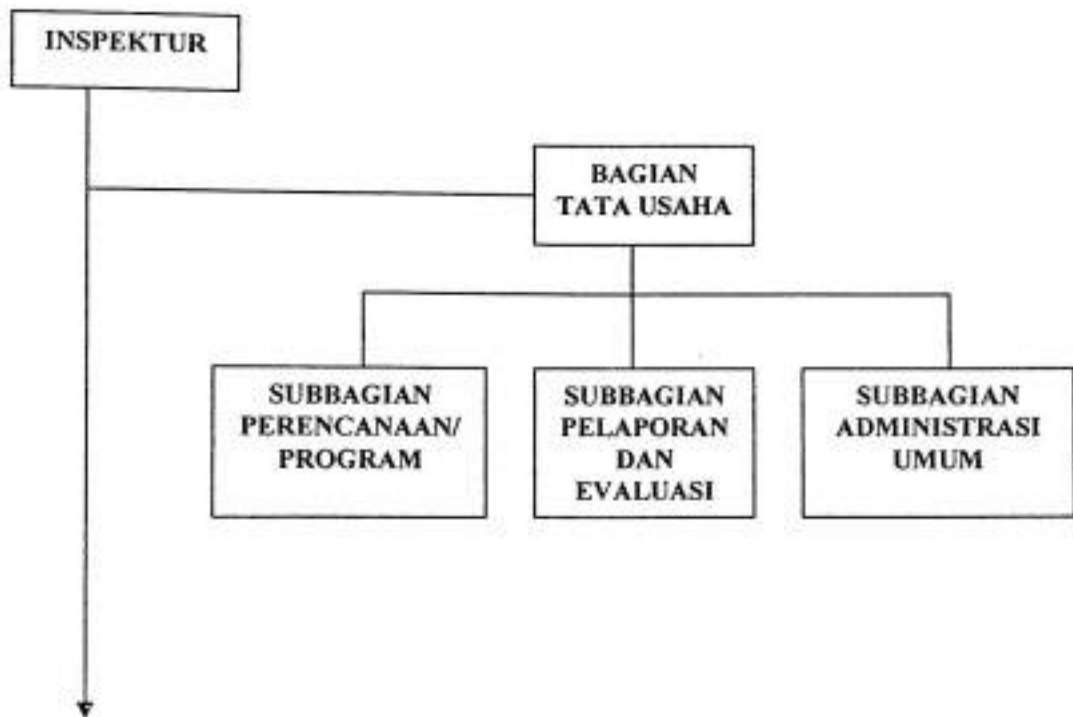 INSPEKTUR
BAGIAN
TATA USAHA
SUBBAGIAN
PERENCANAAN/
PROGRAM
SUBBAGIAN
PELAPORAN
DAN
EVALUASI
SUBBAGIAN
ADMINISTRASI
UMUM